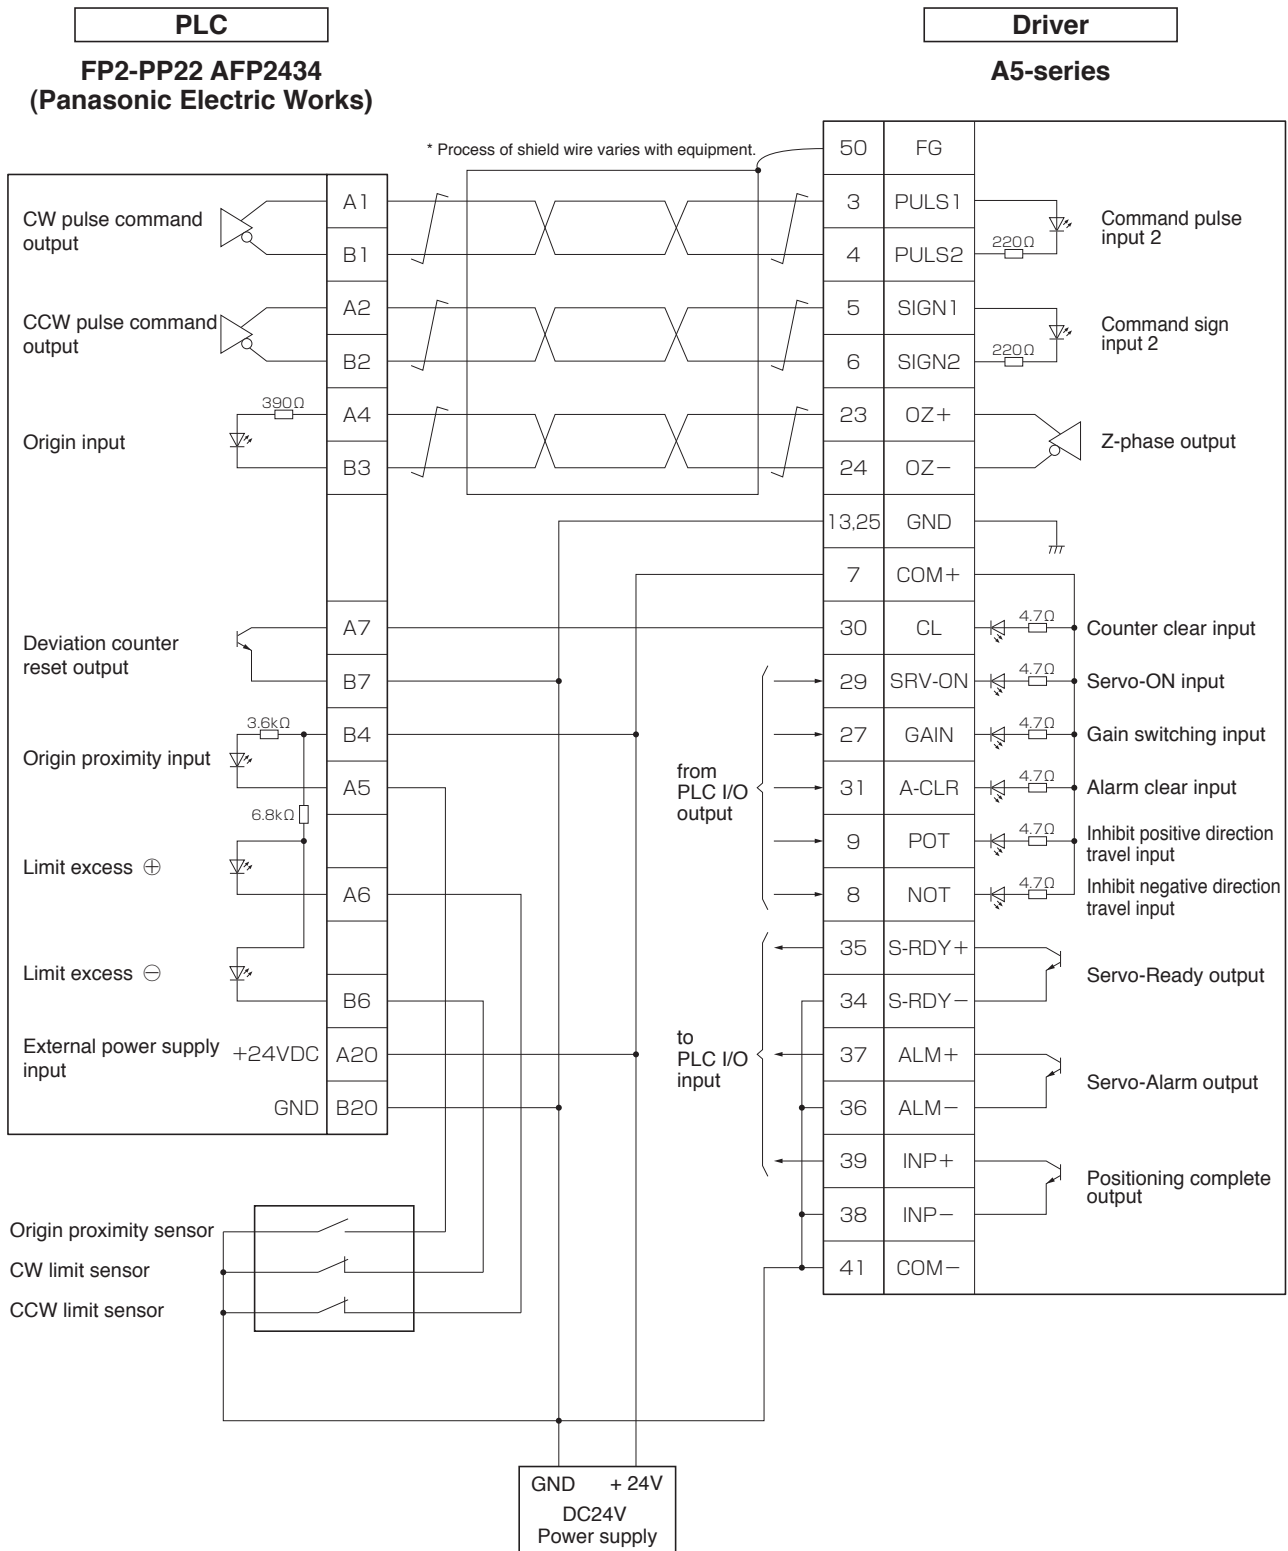 PLC
Driver
FP2-PP22 AFP2434
(Panasonic Electric Works)
A5-series
* Process of shield wire varies with equipment.
CW pulse command
output
A1
B1
CCW pulse command
output
A2
B2
Origin input
390Ω
A4
B3
Deviation counter
reset output
A7
B7
3.6kΩ
B4
Origin proximity input
A5
6.8kΩ
Limit excess ⊕
A6
Limit excess ⊖
B6
External power supply
input
+24VDC A20
GND B20
50 FG
3 PULS1
4 PULS2
220Ω
Command pulse
input 2
5 SIGN1
6 SIGN2
220Ω
Command sign
input 2
23 OZ+
24 OZ−
Z-phase output
13,25 GND
7 COM+
30 CL 4.7Ω Counter clear input
29 SRV-ON 4.7Ω Servo-ON input
27 GAIN 4.7Ω Gain switching input
31 A-CLR 4.7Ω Alarm clear input
9 POT 4.7Ω Inhibit positive direction
travel input
8 NOT 4.7Ω Inhibit negative direction
travel input
from
PLC I/O
output
35 S-RDY+
34 S-RDY−
Servo-Ready output
37 ALM+
36 ALM−
Servo-Alarm output
39 INP+
38 INP−
Positioning complete
output
41 COM−
to
PLC I/O
input
Origin proximity sensor
CW limit sensor
CCW limit sensor
GND + 24V
DC24V
Power supply